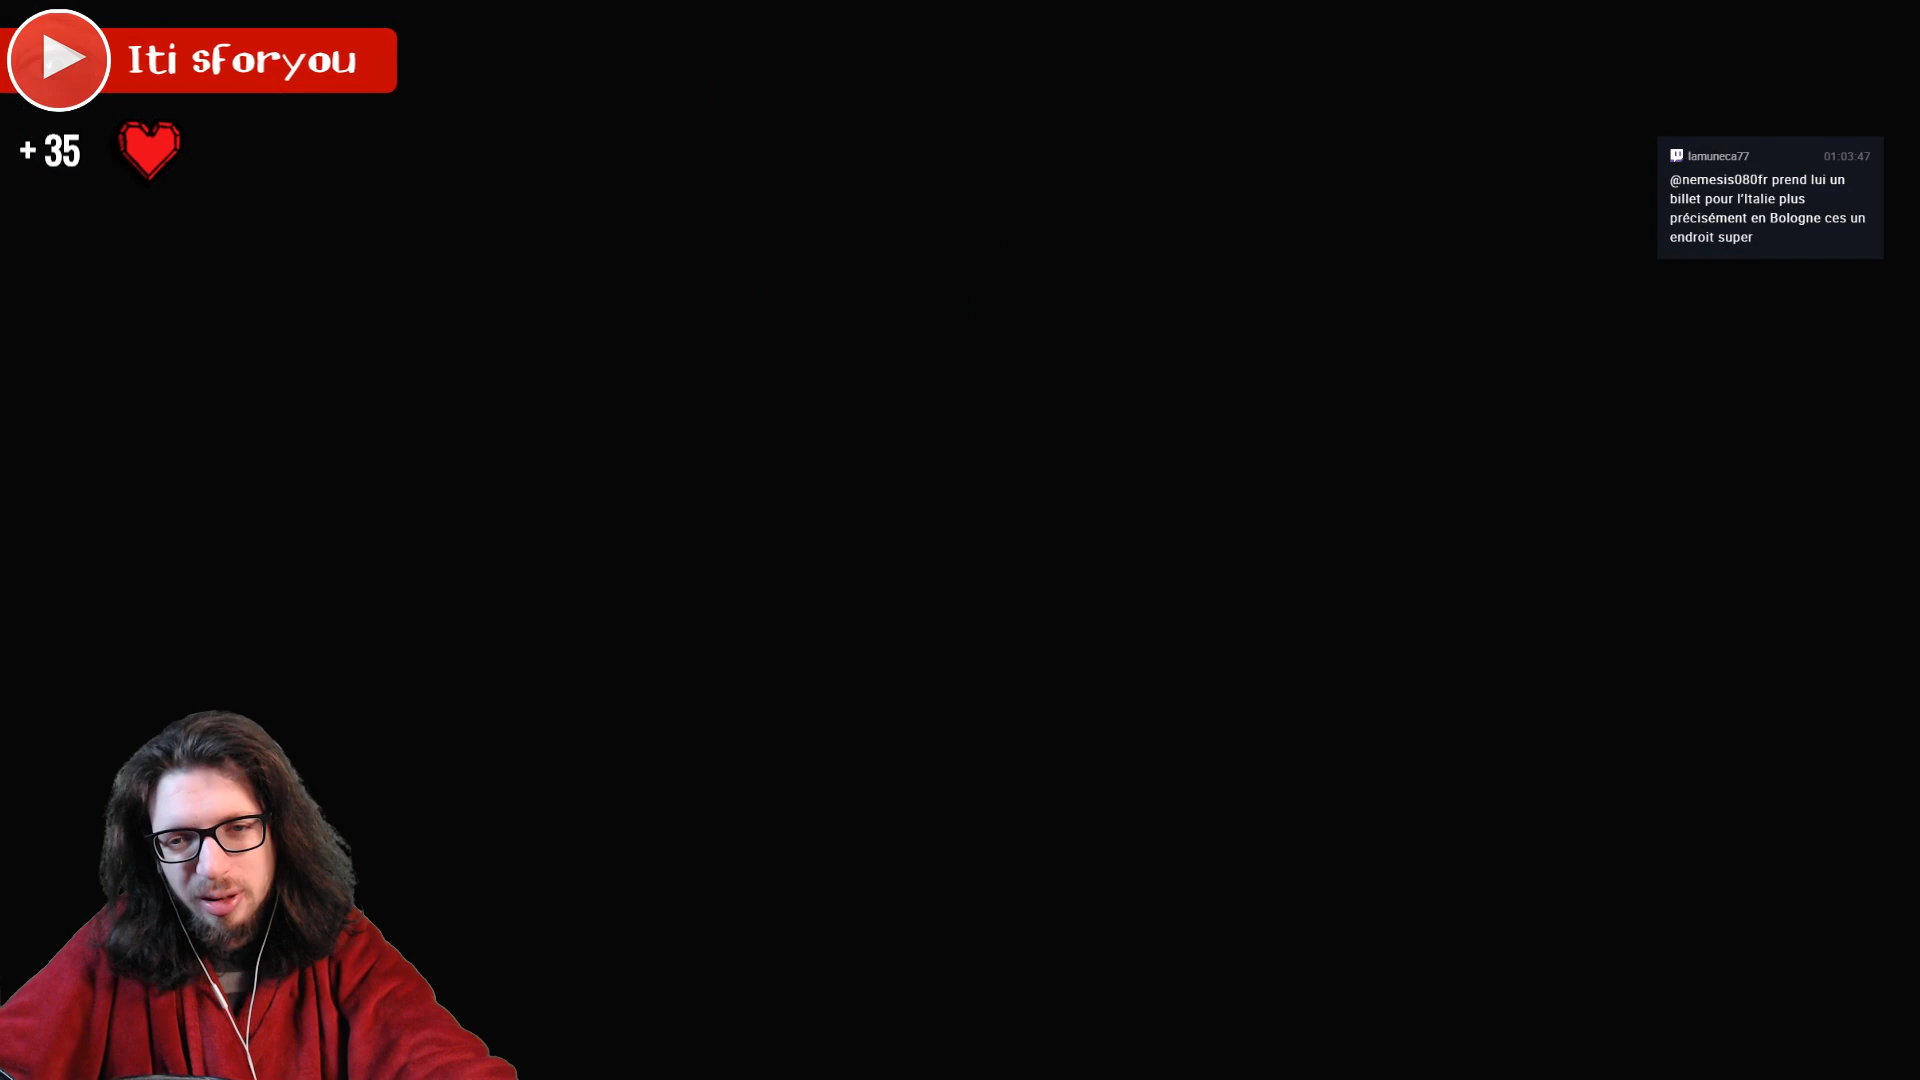 Iti sforyou
+ 35
lamuneca77 01:03:47
@nemesis080fr prend lui un
billet pour l'Italie plus
précisément en Bologne ces un
endroit super